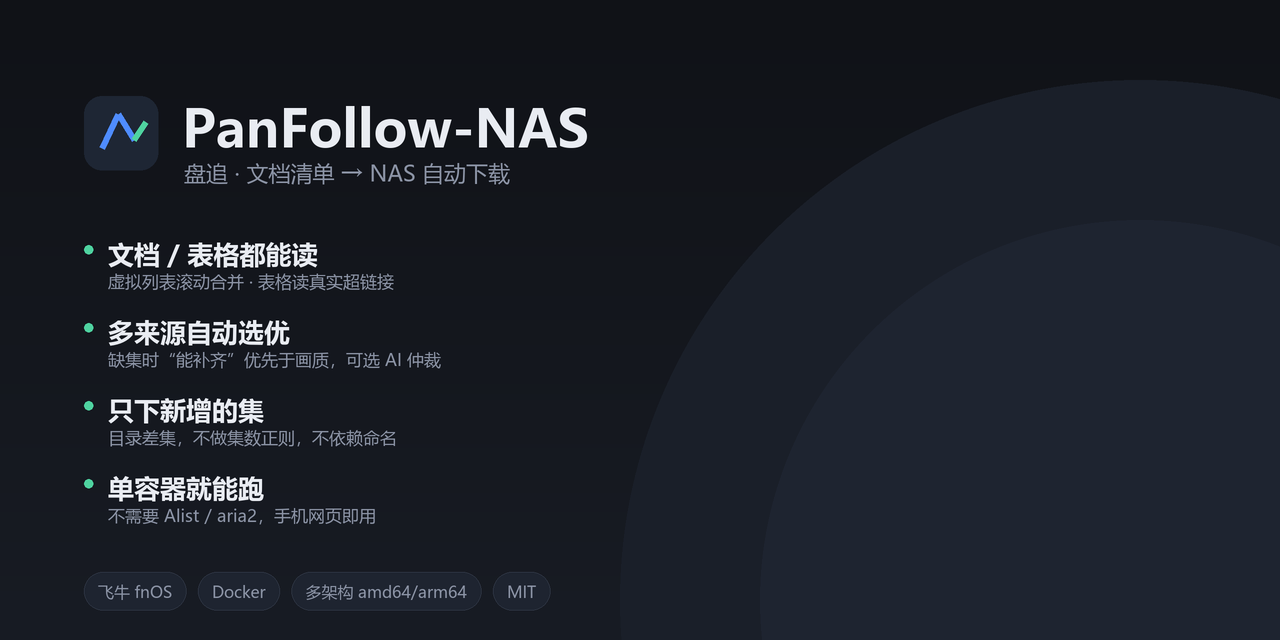 PanFollow-NAS
盘追 · 文档清单 → NAS 自动下载
文档 / 表格都能读
虚拟列表滚动合并 · 表格读真实超链接
多来源自动选优
缺集时“能补齐”优先于画质，可选 AI 仲裁
只下新增的集
目录差集，不做集数正则，不依赖命名
单容器就能跑
不需要 Alist / aria2，手机网页即用
飞牛 fnOS
Docker
多架构 amd64/arm64
MIT